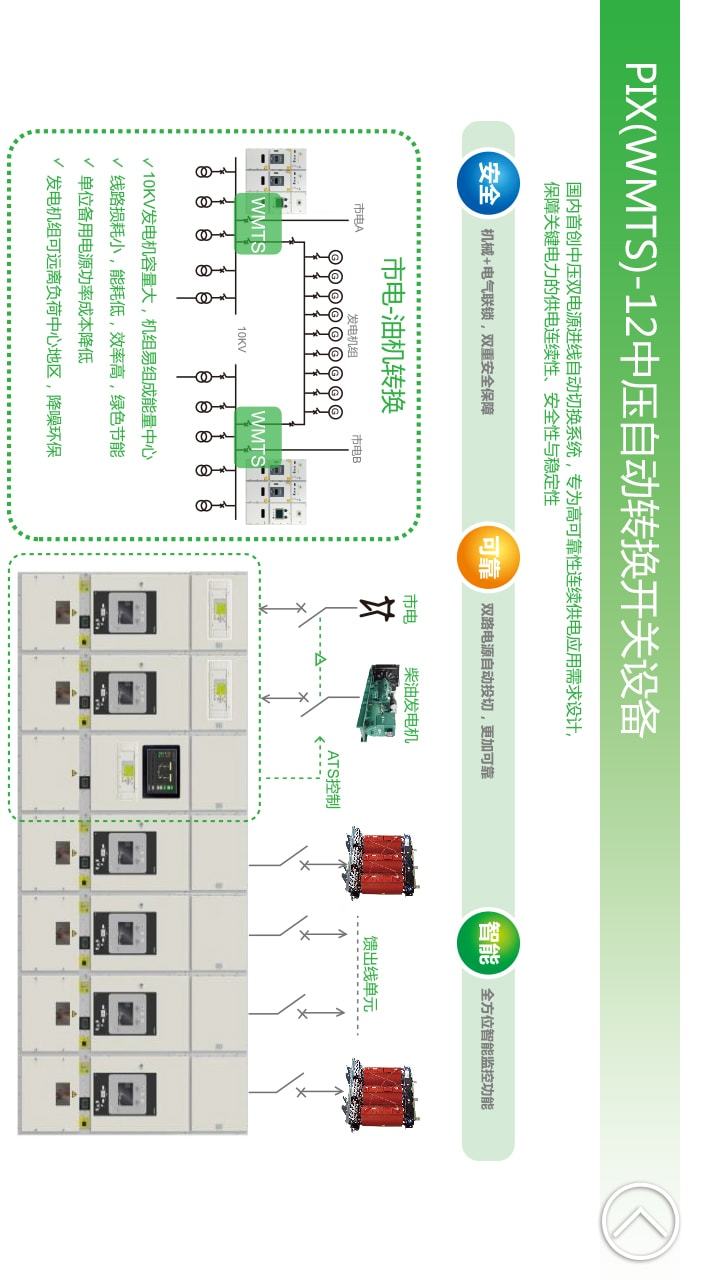 PIX(WMTS)-12中压自动转换开关设备
国内首创中压双电源进线自动切换系统，专为高可靠性连续供电应用需求设计，
保障关键电力的供电连续性、安全性与稳定性
安全
机械+电气联锁，双重安全保障
可靠
双路电源自动投切，更加可靠
智能
全方位智能监控功能
市电-油机转换
市电A
发电机组
市电B
G G G G G G G G G
WMTS
10KV
WMTS
✓ 10KV发电机容量大，机组易组成能量中心
✓ 线路损耗小，能耗低，效率高，绿色节能
✓ 单位备用电源功率成本降低
✓ 发电机组可远离负荷中心地区，降噪环保
市电
柴油发电机
ATS控制
馈出线单元